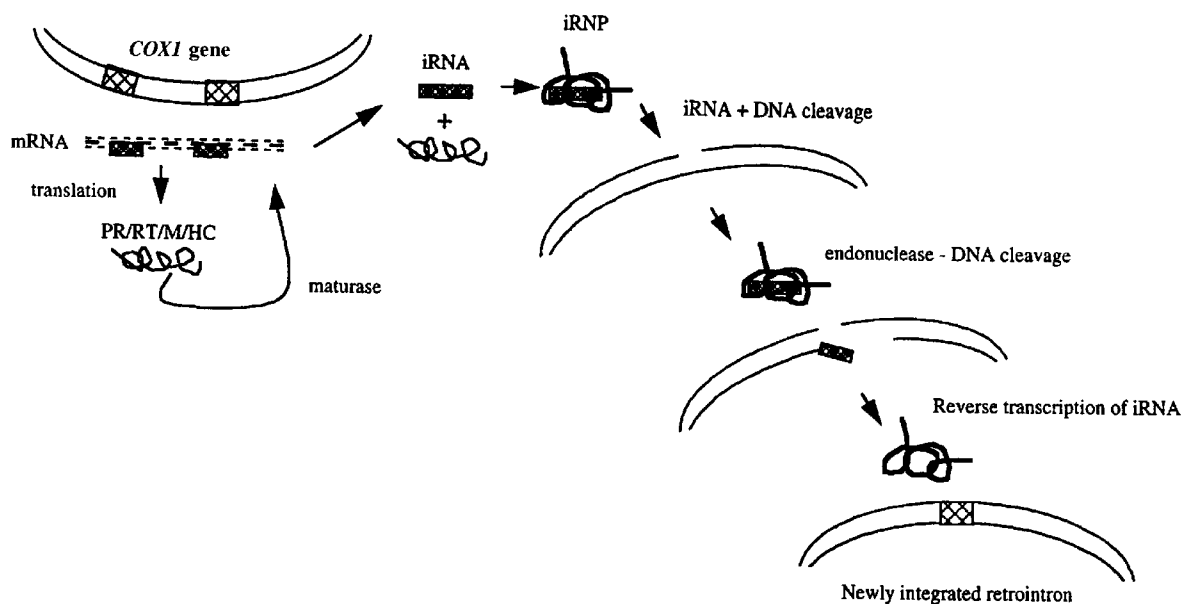 COX1 gene
iRNP
iRNA
+
iRNA + DNA cleavage
mRNA
translation
PR/RT/M/HC
maturase
endonuclease - DNA cleavage
Reverse transcription of iRNA
Newly integrated retrointron